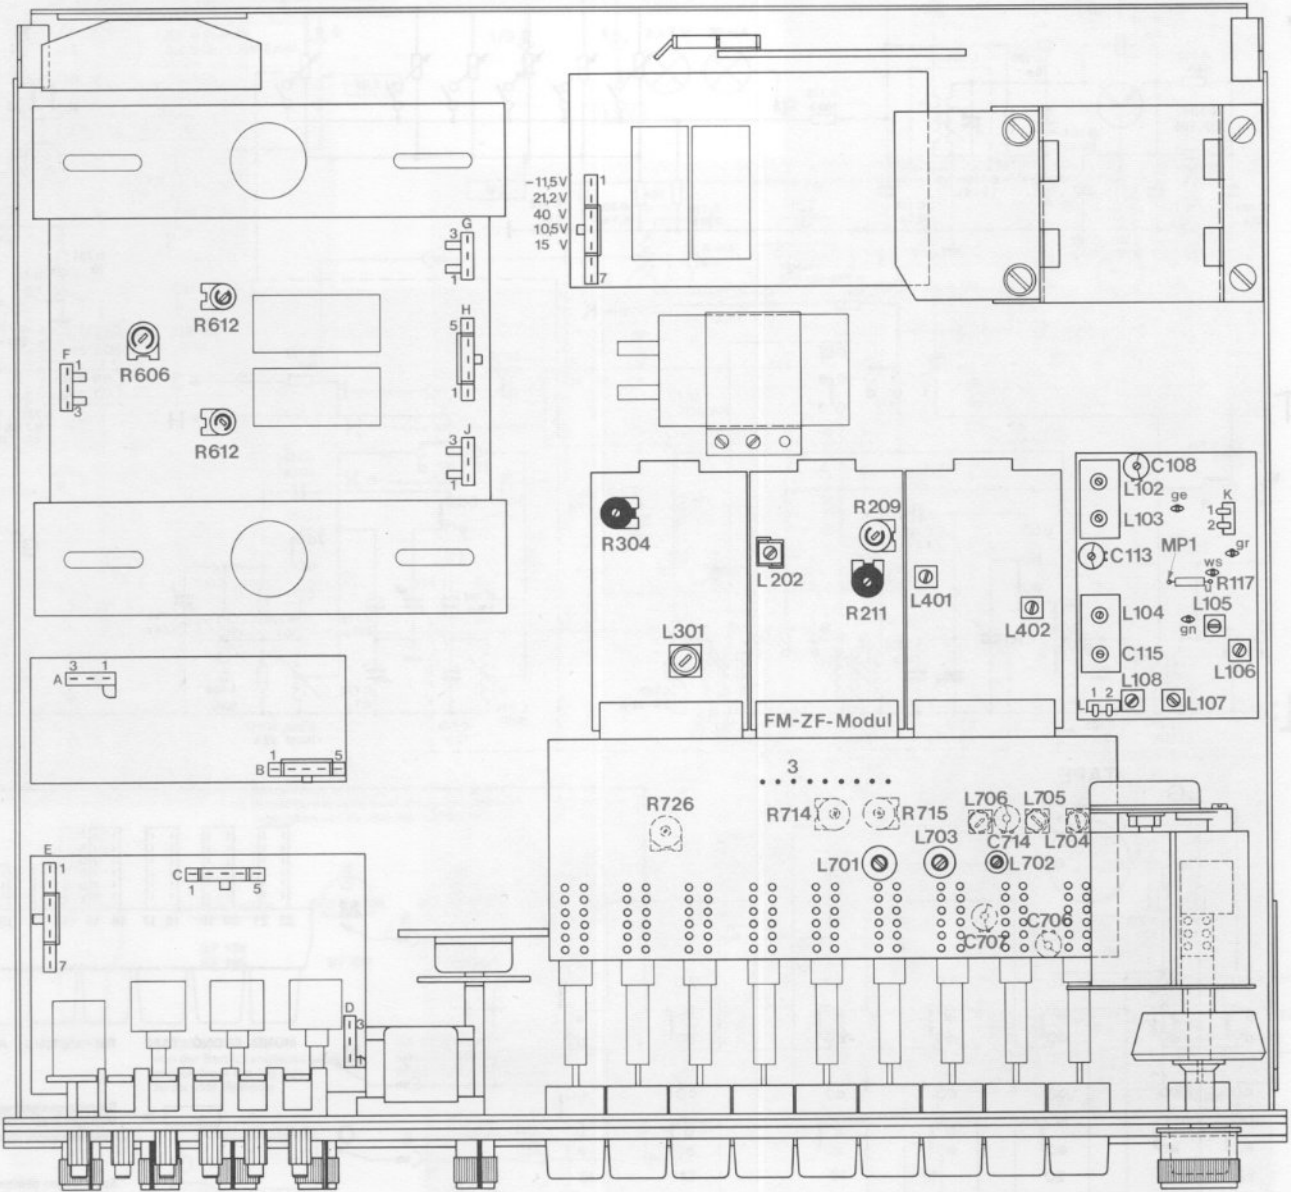 -11,5V
21,2V
40 V
10,5V
15 V
1
7
G
3
1
R612
R606
F
1
3
H
5
1
R612
J
3
1
R304
L202
R209
R211
L401
L402
L301
C108
L102
L103
K
1
2
ge
C113
MP1
gr
ws
R117
L104
L105
gn
C115
L106
L108
L 1 2
L107
FM-ZF-Modul
3
A 3 1
B 1 5
R726
R714
R715
L706
L705
C714
L704
L701
L703
L702
C707
C706
E
1
7
C
1 5
D
3
1